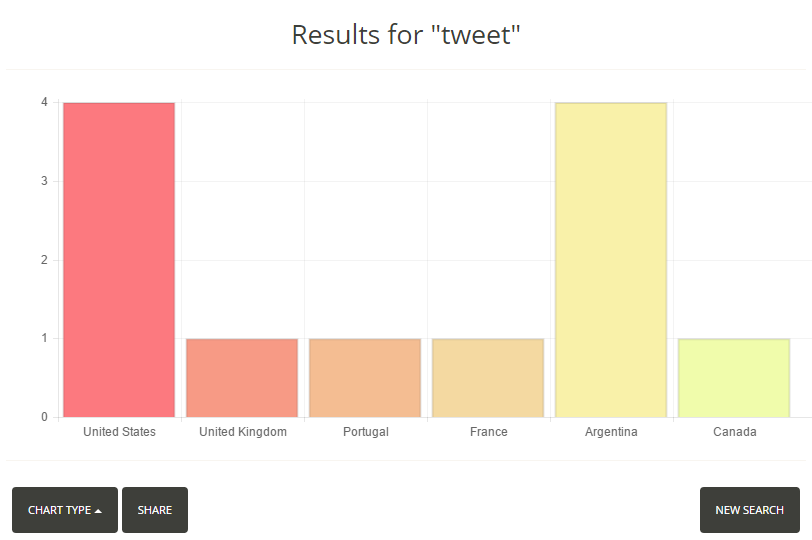 Results for "tweet"
4
3
2
1
0
United States United Kingdom Portugal France Argentina Canada
CHART TYPE SHARE NEW SEARCH